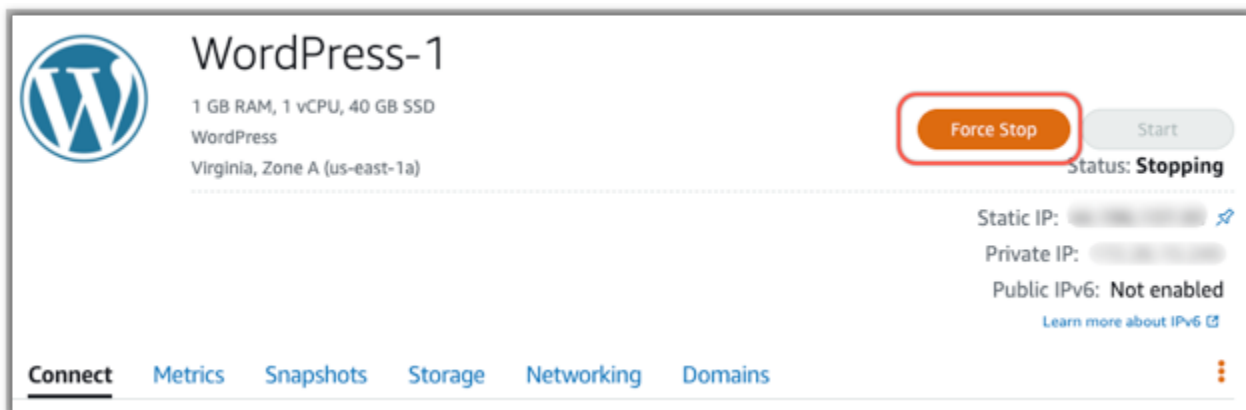 WordPress-1
1 GB RAM, 1 vCPU, 40 GB SSD
WordPress
Virginia, Zone A (us-east-1a)
Force Stop
Start
Status: Stopping
Static IP:
Private IP:
Public IPv6: Not enabled
Learn more about IPv6
Connect Metrics Snapshots Storage Networking Domains